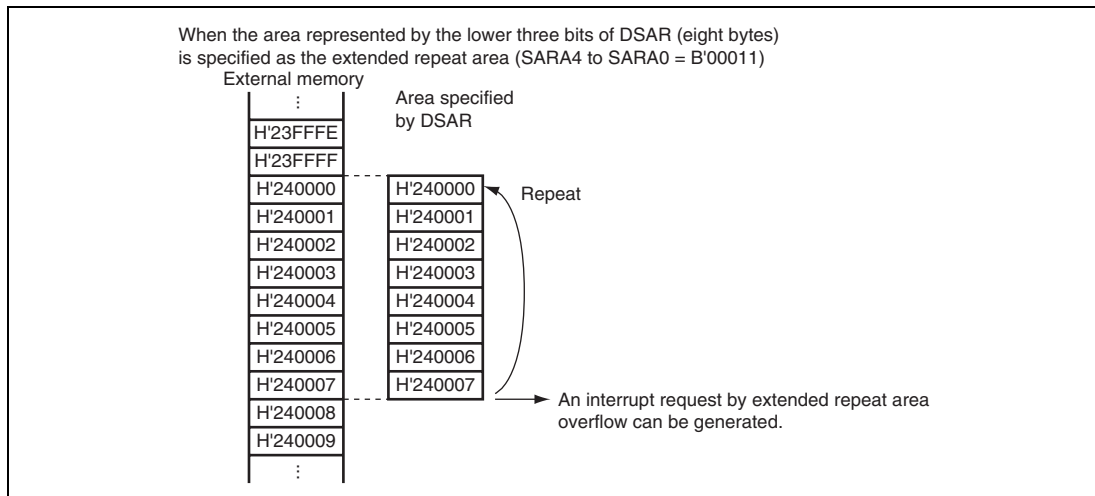 When the area represented by the lower three bits of DSAR (eight bytes)
is specified as the extended repeat area (SARA4 to SARA0 = B'00011)
External memory
Area specified
by DSAR
⋮
H'23FFFE
H'23FFFF
H'240000
H'240001
H'240002
H'240003
H'240004
H'240005
H'240006
H'240007
H'240008
H'240009
⋮
H'240000
H'240001
H'240002
H'240003
H'240004
H'240005
H'240006
H'240007
Repeat
An interrupt request by extended repeat area
overflow can be generated.